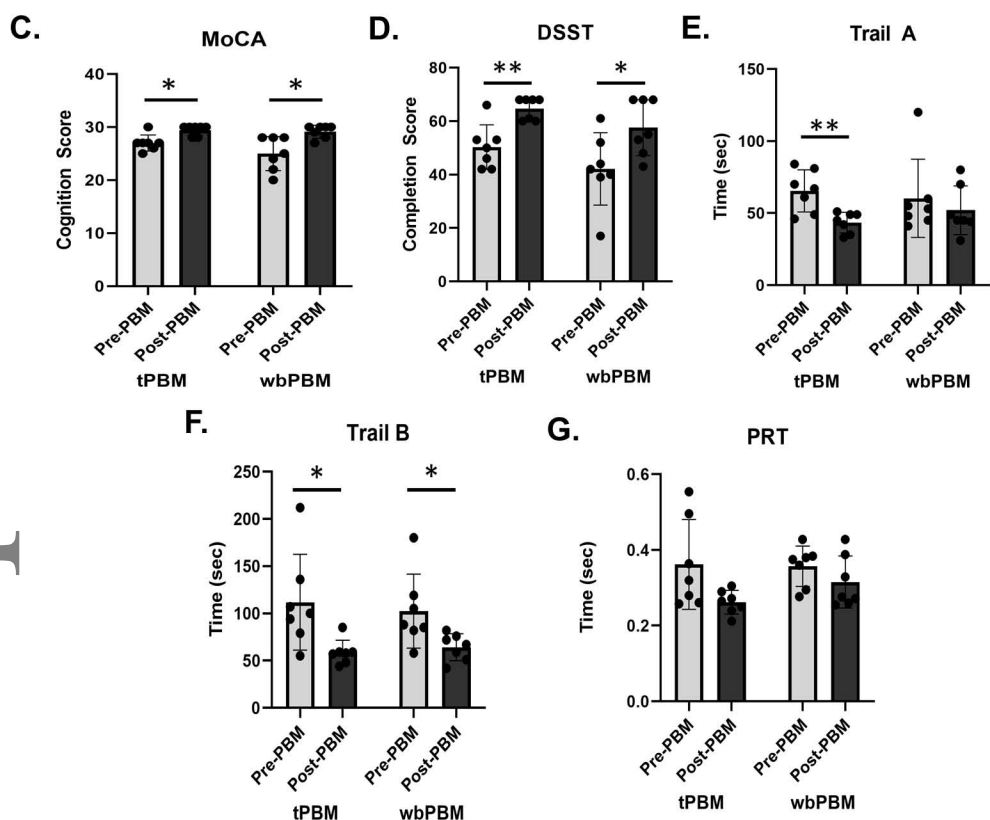 C.
MoCA
Cognition Score
40
30
20
10
0
*
*
Pre-PBM
Post-PBM
Pre-PBM
Post-PBM
tPBM
wbPBM
D.
DSST
Completion Score
80
60
40
20
0
**
*
Pre-PBM
Post-PBM
Pre-PBM
Post-PBM
tPBM
wbPBM
E.
Trail A
Time (sec)
150
100
50
0
**
Pre-PBM
Post-PBM
Pre-PBM
Post-PBM
tPBM
wbPBM
F.
Trail B
Time (sec)
250
200
150
100
50
0
*
*
Pre-PBM
Post-PBM
Pre-PBM
Post-PBM
tPBM
wbPBM
G.
PRT
Time (sec)
0.6
0.4
0.2
0.0
Pre-PBM
Post-PBM
Pre-PBM
Post-PBM
tPBM
wbPBM